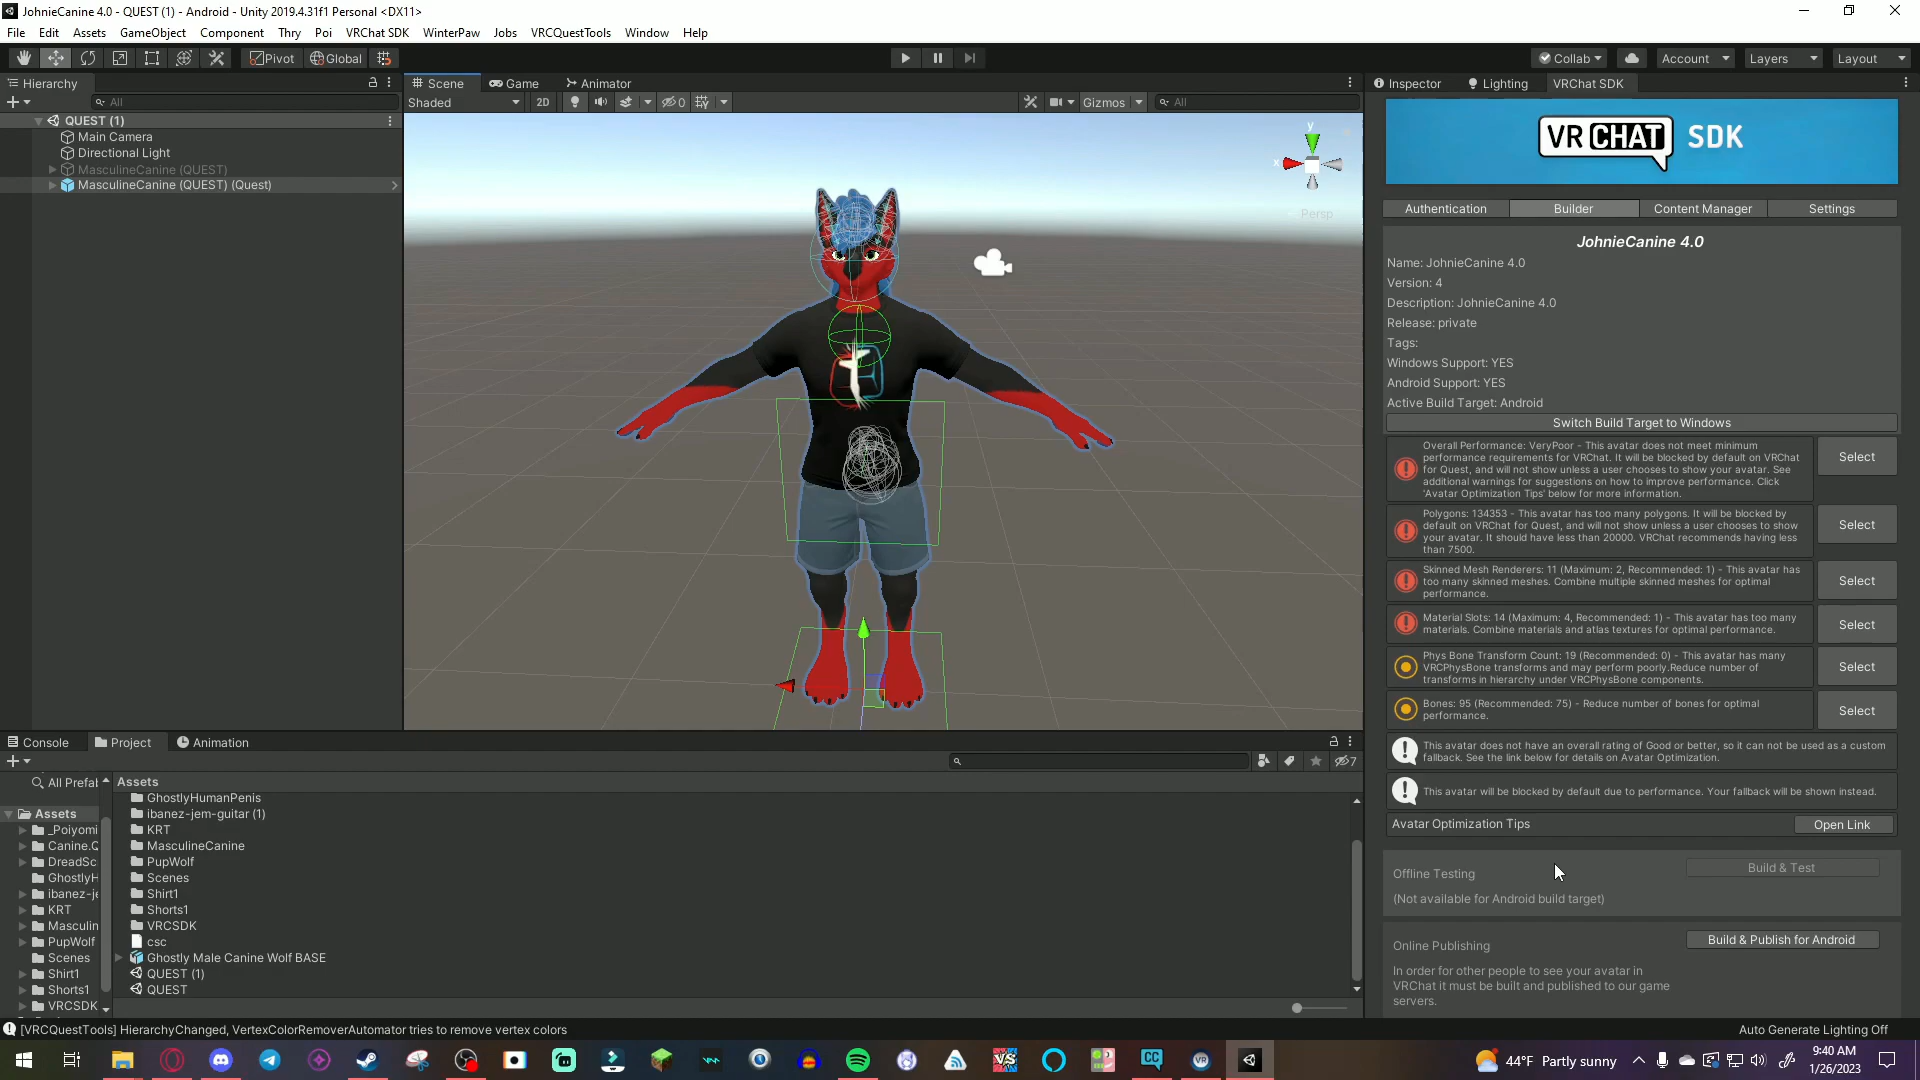 JohnieCanine 4.0 - QUEST (1) - Android - Unity 2019.4.31f1 Personal <DX11>
File Edit Assets GameObject Component Thry Poi VRChat SDK WinterPaw Jobs VRCQuestTools Window Help
Pivot Global Collab Account Layers Layout
Hierarchy
All
QUEST (1)
Main Camera
Directional Light
MasculineCanine (QUEST)
MasculineCanine (QUEST) (Quest)
Scene Game Animator
Shaded 2D 0 Gizmos All
y
x
Persp
Inspector Lighting VRChat SDK
VRCHAT SDK
Authentication Builder Content Manager Settings
JohnieCanine 4.0
Name: JohnieCanine 4.0
Version: 4
Description: JohnieCanine 4.0
Release: private
Tags:
Windows Support: YES
Android Support: YES
Active Build Target: Android
Switch Build Target to Windows
Overall Performance: VeryPoor - This avatar does not meet minimum
performance requirements for VRChat. It will be blocked by default on VRChat
for Quest, and will not show unless a user chooses to show your avatar. See
additional warnings for suggestions on how to improve performance. Click
'Avatar Optimization Tips' below for more information.
Select
Polygons: 134353 - This avatar has too many polygons. It will be blocked by
default on VRChat for Quest, and will not show unless a user chooses to show
your avatar. It should have less than 20000. VRChat recommends having less
than 7500.
Select
Skinned Mesh Renderers: 11 (Maximum: 2, Recommended: 1) - This avatar has
too many skinned meshes. Combine multiple skinned meshes for optimal
performance.
Select
Material Slots: 14 (Maximum: 4, Recommended: 1) - This avatar has too many
materials. Combine materials and atlas textures for optimal performance.
Select
Phys Bone Transform Count: 19 (Recommended: 0) - This avatar has many
VRCPhysBone transforms and may perform poorly.Reduce number of
transforms in hierarchy under VRCPhysBone components.
Select
Bones: 95 (Recommended: 75) - Reduce number of bones for optimal
performance.
Select
This avatar does not have an overall rating of Good or better, so it can not be used as a custom
fallback. See the link below for details on Avatar Optimization.
This avatar will be blocked by default due to performance. Your fallback will be shown instead.
Avatar Optimization Tips Open Link
Offline Testing Build & Test
(Not available for Android build target)
Online Publishing Build & Publish for Android
In order for other people to see your avatar in
VRChat it must be built and published to our game
servers.
Console Project Animation
7
All Prefab
Assets
_Poiyomi
Canine.Q
DreadSc
GhostlyH
ibanez-je
KRT
Masculin
PupWolf
Scenes
Shirt1
Shorts1
VRCSDK
Assets
GhostlyHumanPenis
ibanez-jem-guitar (1)
KRT
MasculineCanine
PupWolf
Scenes
Shirt1
Shorts1
VRCSDK
csc
Ghostly Male Canine Wolf BASE
QUEST (1)
QUEST
[VRCQuestTools] HierarchyChanged, VertexColorRemoverAutomator tries to remove vertex colors
Auto Generate Lighting Off
VS
CC
VR
44°F Partly sunny
9:40 AM
1/26/2023